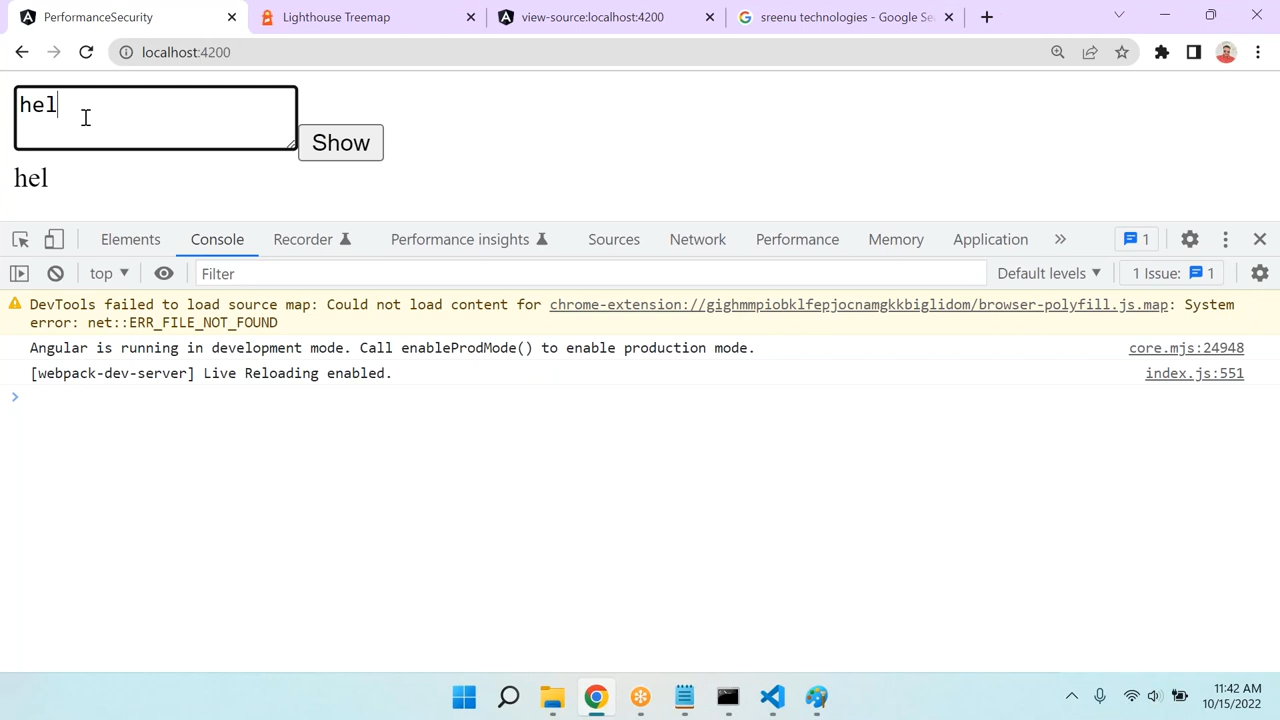 PerformanceSecurity
Lighthouse Treemap
view-source:localhost:4200
sreenu technologies - Google Se
localhost:4200
hel
Show
hel
Elements
Console
Recorder
Performance insights
Sources
Network
Performance
Memory
Application
1
top
Filter
Default levels
1 Issue:
1
DevTools failed to load source map: Could not load content for chrome-extension://gighmmpiobklfepjocnamgkkbiglidom/browser-polyfill.js.map: System
error: net::ERR_FILE_NOT_FOUND
Angular is running in development mode. Call enableProdMode() to enable production mode.
core.mjs:24948
[webpack-dev-server] Live Reloading enabled.
index.js:551
11:42 AM
10/15/2022